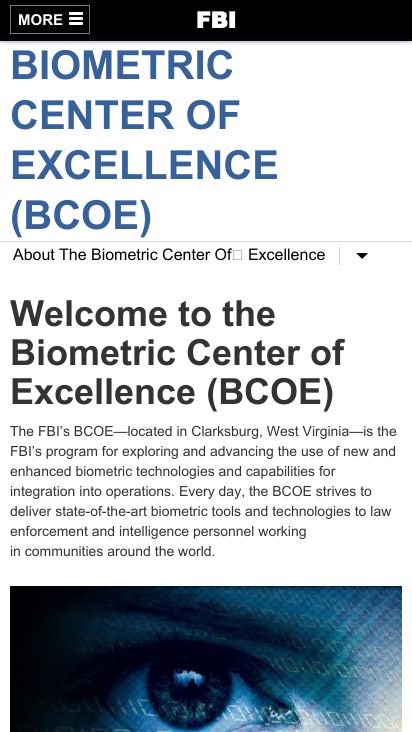 MORE
FBI
BIOMETRIC
CENTER OF
EXCELLENCE
(BCOE)
About The Biometric Center Of Excellence
Welcome to the
Biometric Center of
Excellence (BCOE)
The FBI’s BCOE—located in Clarksburg, West Virginia—is the
FBI’s program for exploring and advancing the use of new and
enhanced biometric technologies and capabilities for
integration into operations. Every day, the BCOE strives to
deliver state-of-the-art biometric tools and technologies to law
enforcement and intelligence personnel working
in communities around the world.